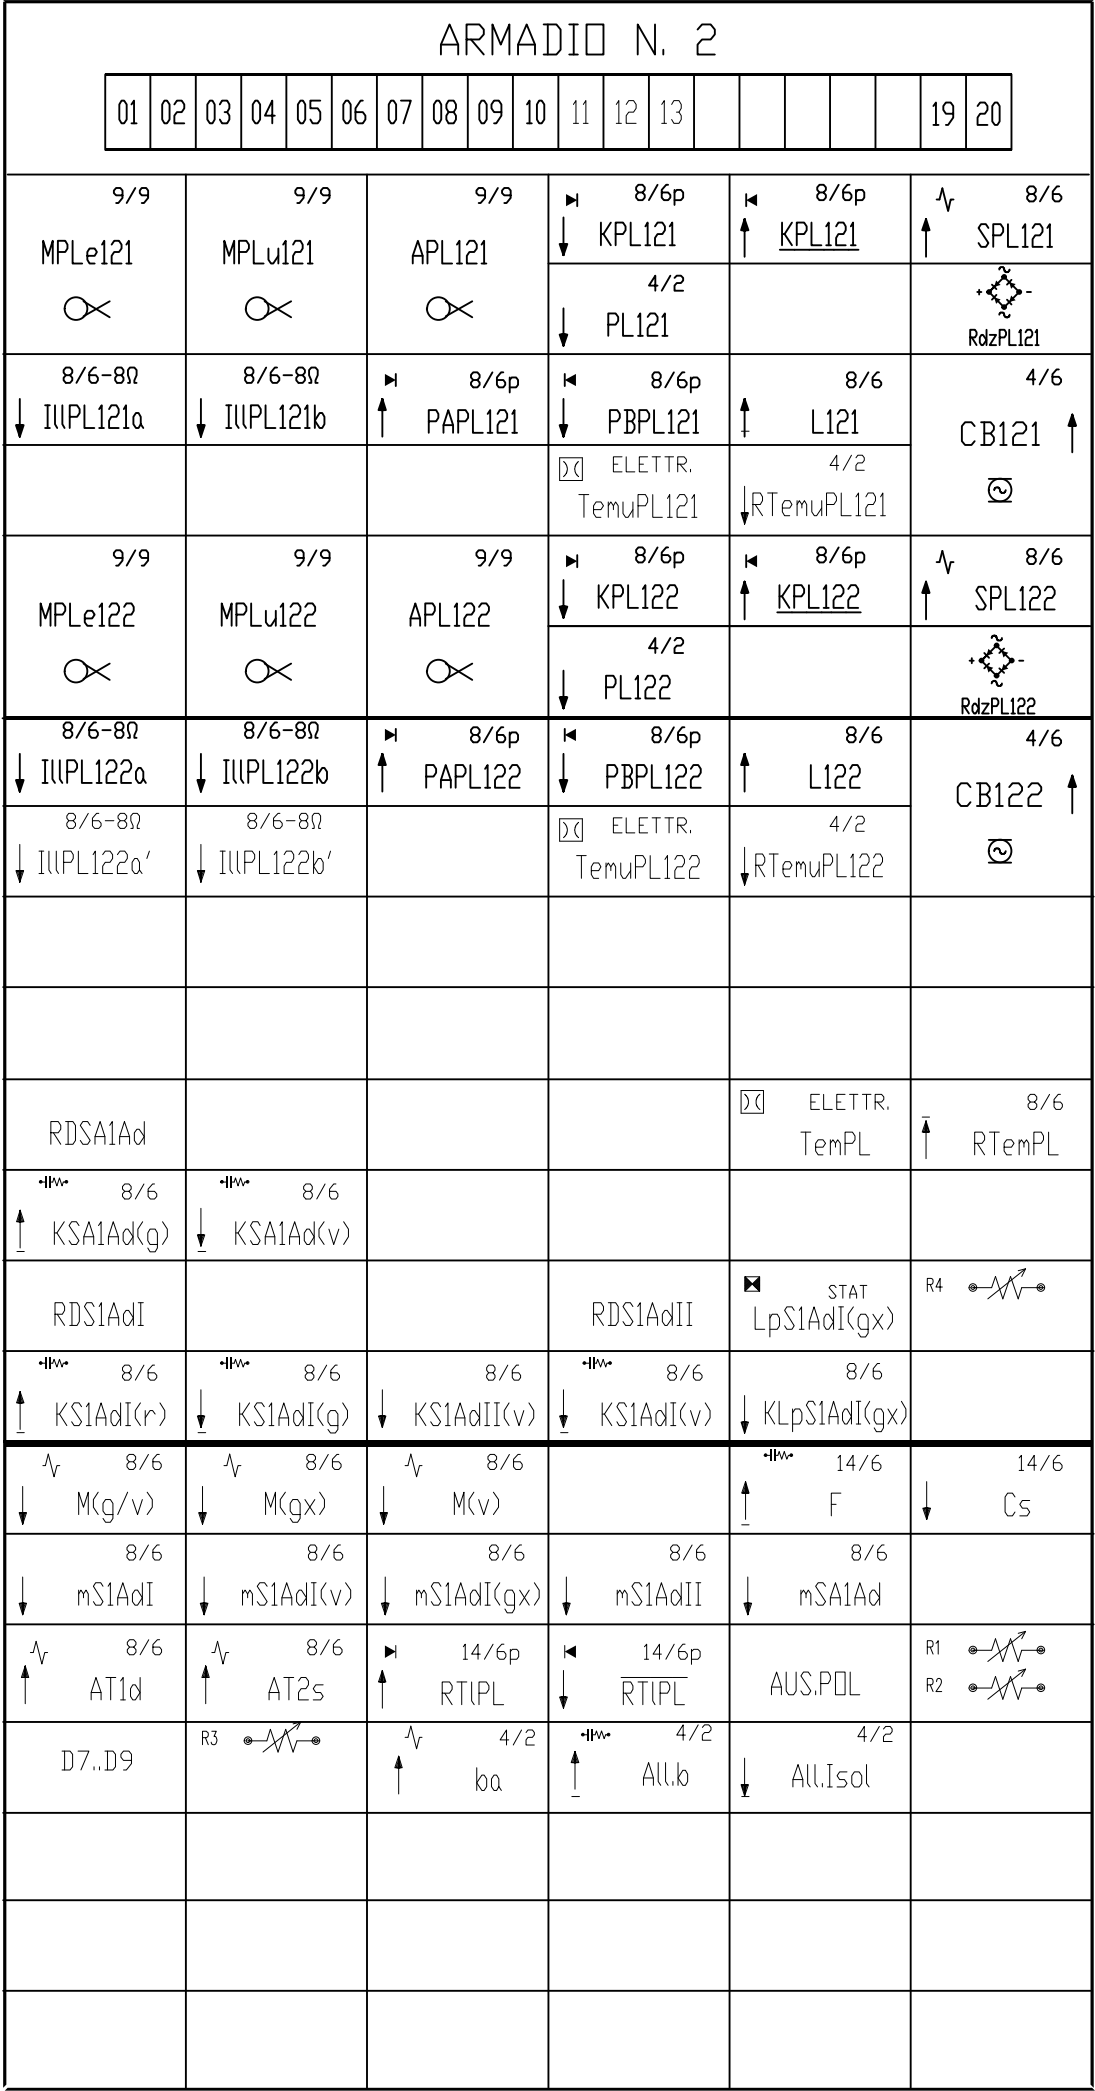 ARMADIO N. 2
01 02 03 04 05 06 07 08 09 10 11 12 13 19 20
9/9 9/9 9/9 8/6p 8/6p 8/6
MPLe121 MPLu121 APL121 KPL121 KPL121 SPL121
4/2
PL121 + -
RdzPL121
8/6-8Ω 8/6-8Ω 8/6p 8/6p 8/6 4/6
IllPL121a IllPL121b PAPL121 PBPL121 L121 CB121
ELETTR. 4/2
TemuPL121 RTemuPL121
9/9 9/9 9/9 8/6p 8/6p 8/6
MPLe122 MPLu122 APL122 KPL122 KPL122 SPL122
4/2
PL122 + -
RdzPL122
8/6-8Ω 8/6-8Ω 8/6p 8/6p 8/6 4/6
IllPL122a IllPL122b PAPL122 PBPL122 L122 CB122
8/6-8Ω 8/6-8Ω ELETTR. 4/2
IllPL122a' IllPL122b' TemuPL122 RTemuPL122
ELETTR. 8/6
RDSA1Ad TemPL RTemPL
8/6 8/6
KSA1Ad(g) KSA1Ad(v)
STAT R4
RDS1AdI RDS1AdII LpS1AdI(gx)
8/6 8/6 8/6 8/6 8/6
KS1AdI(r) KS1AdI(g) KS1AdII(v) KS1AdI(v) KLpS1AdI(gx)
8/6 8/6 8/6 14/6 14/6
M(g/v) M(gx) M(v) F Cs
8/6 8/6 8/6 8/6 8/6
mS1AdI mS1AdI(v) mS1AdI(gx) mS1AdII mSA1Ad
8/6 8/6 14/6p 14/6p R1
AT1d AT2s RTlPL RTlPL AUS.POL R2
R3 4/2 4/2 4/2
D7..D9 ba All.b All.Isol